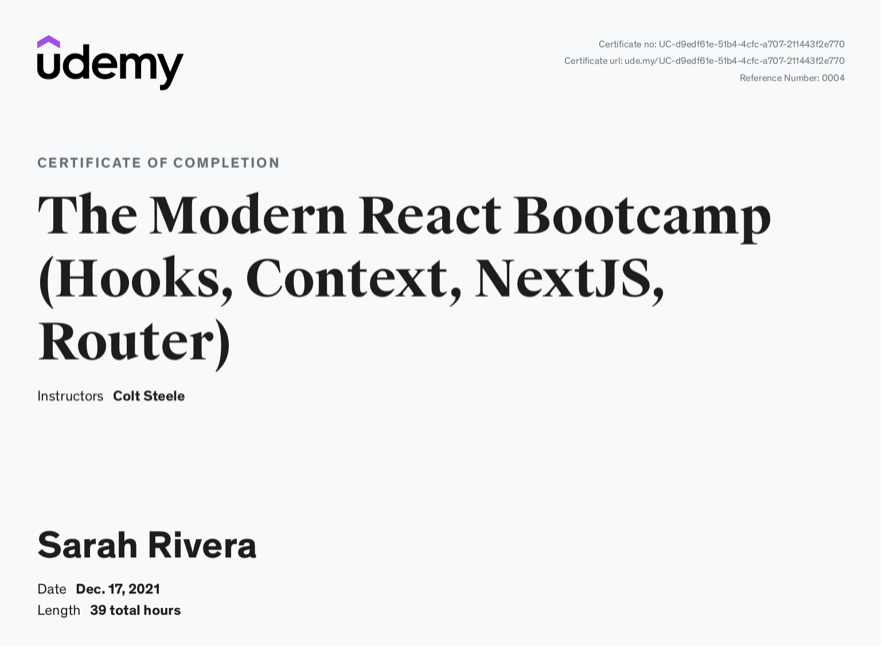 udemy
Certificate no: UC-d9edf61e-51b4-4cfc-a707-211443f2e770
Certificate url: ude.my/UC-d9edf61e-51b4-4cfc-a707-211443f2e770
Reference Number: 0004
CERTIFICATE OF COMPLETION
The Modern React Bootcamp
(Hooks, Context, NextJS,
Router)
Instructors Colt Steele
Sarah Rivera
Date Dec. 17, 2021
Length 39 total hours